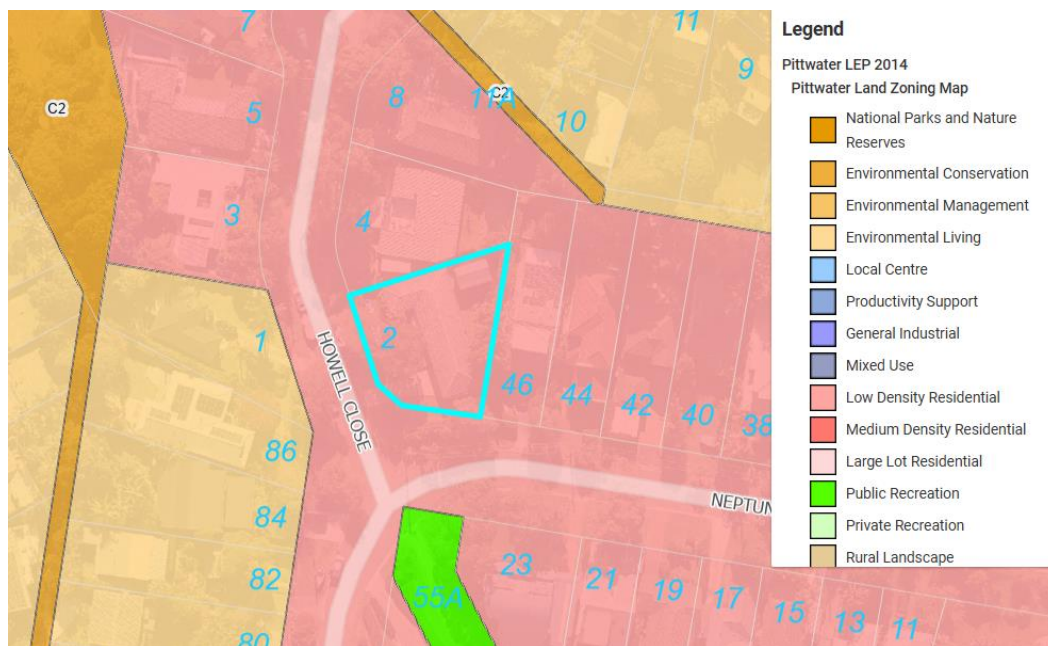 7
11
9
C2
8
C2
11A
10
5
3
4
1
2
HOWELL CLOSE
46
44
42
40
38
86
84
NEPTUN
82
23
21
19
17
15
13
11
55A
80
Legend
Pittwater LEP 2014
Pittwater Land Zoning Map
National Parks and Nature
Reserves
Environmental Conservation
Environmental Management
Environmental Living
Local Centre
Productivity Support
General Industrial
Mixed Use
Low Density Residential
Medium Density Residential
Large Lot Residential
Public Recreation
Private Recreation
Rural Landscape